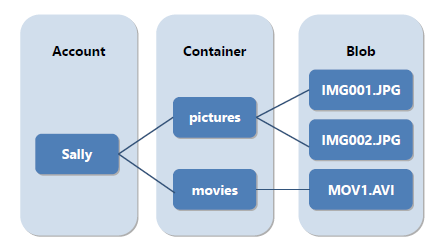 Account
Container
Blob
Sally
pictures
movies
IMG001.JPG
IMG002.JPG
MOV1.AVI